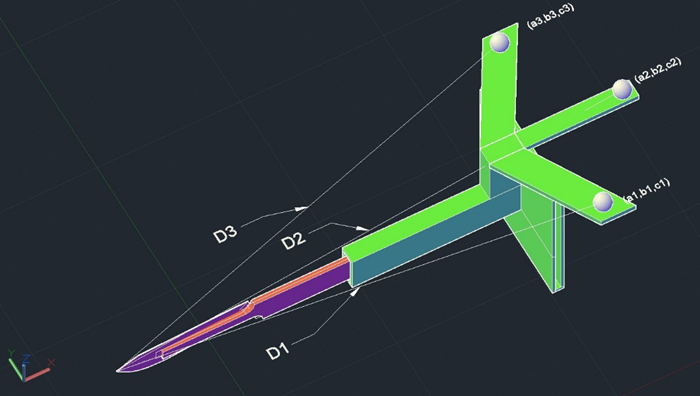 (a3,b3,c3)
(a2,b2,c2)
(a1,b1,c1)
D3
D2
D1
Y
Z
X